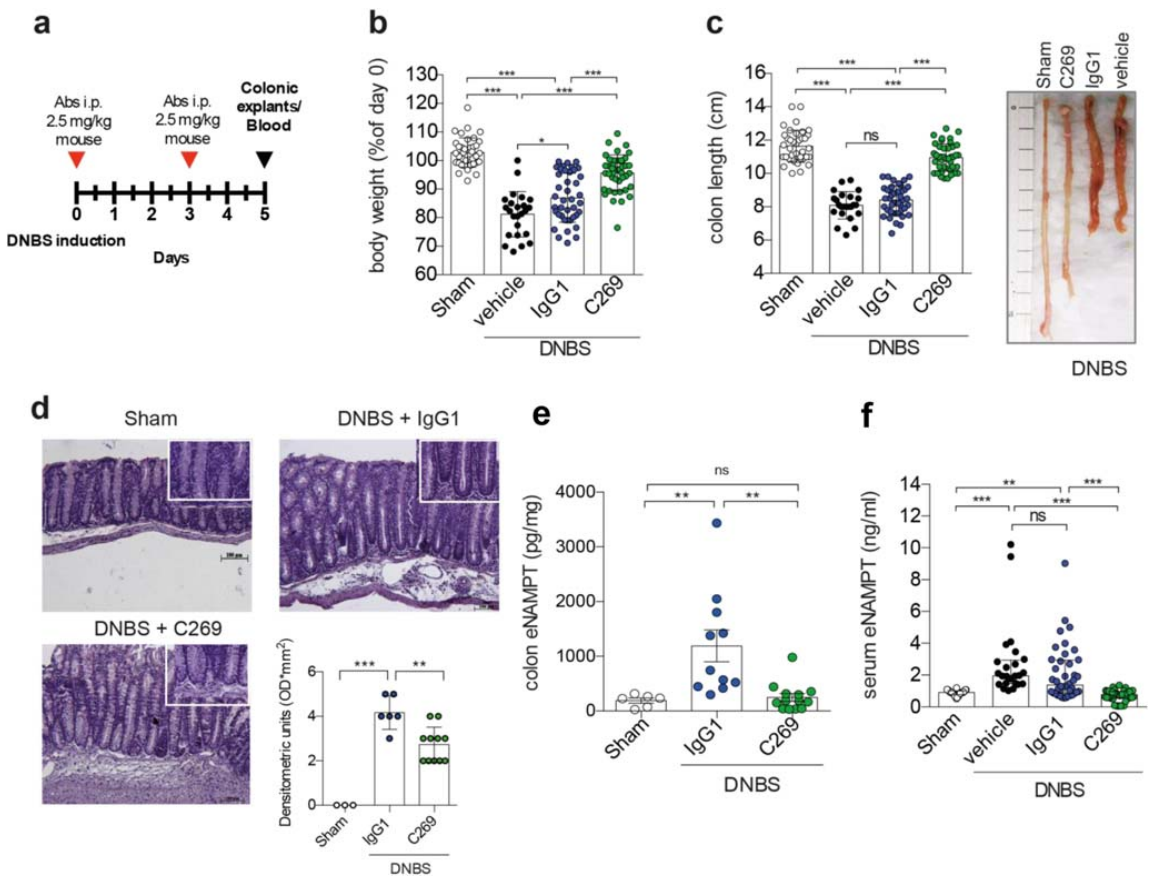 a
Abs i.p.
2.5 mg/kg
mouse
Abs i.p.
2.5 mg/kg
mouse
Colonic
explants/
Blood
0 1 2 3 4 5
DNBS induction
Days
b
body weight (%of day 0)
130
120
110
100
90
80
70
60
*** ***
*** ***
*
Sham
vehicle
IgG1
C269
DNBS
c
colon length (cm)
16
14
12
10
8
6
4
*** ***
*** ***
ns
Sham
vehicle
IgG1
C269
DNBS
Sham
C269
IgG1
vehicle
DNBS
d
Sham
DNBS + IgG1
DNBS + C269
Densitometric units (OD*mm²)
6
4
2
0
*** **
Sham
IgG1
C269
DNBS
e
colon eNAMPT (pg/mg)
4000
3000
2000
1000
0
ns
** **
Sham
IgG1
C269
DNBS
f
serum eNAMPT (ng/ml)
14
12
10
8
6
4
2
0
** ***
*** ***
ns
Sham
vehicle
IgG1
C269
DNBS